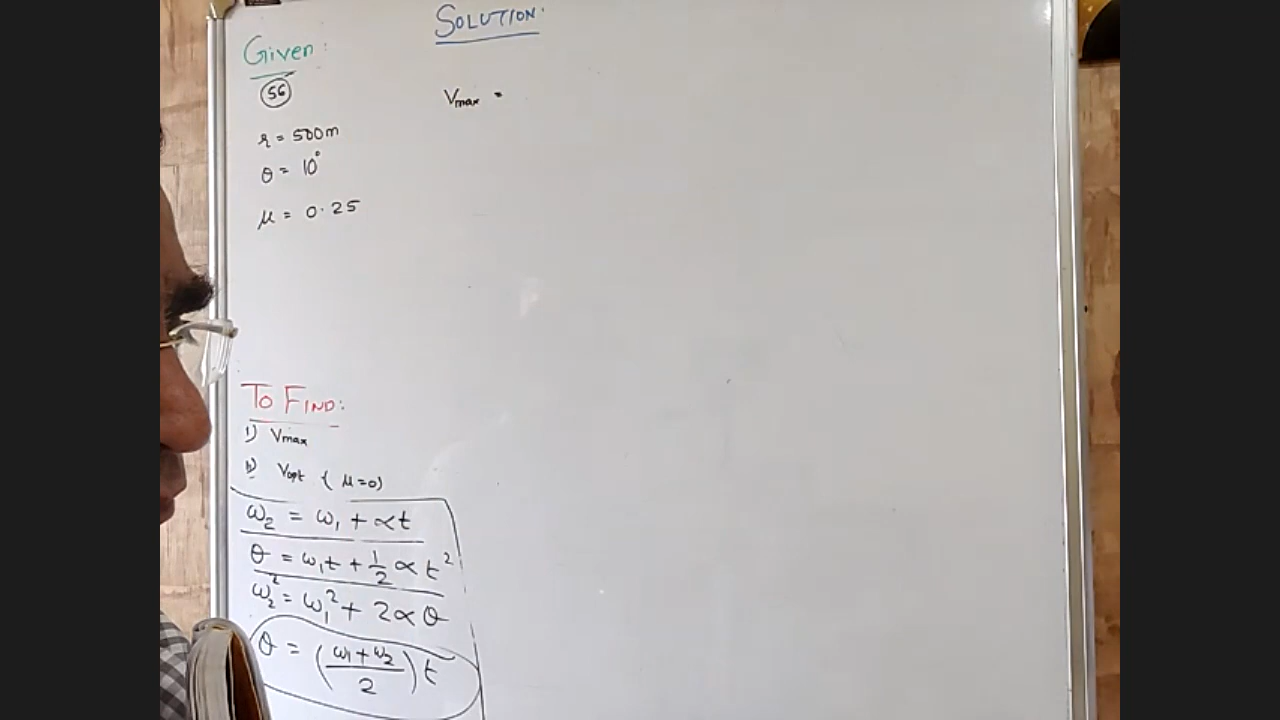 SOLUTION.
Given:
56
r = 500m
θ = 10°
μ = 0.25
Vmax =
TO FIND:
i) Vmax
ii) Vopt (μ=0)
ω₂ = ω₁ + αt
θ = ω₁t + 1/2 αt²
ω₂² = ω₁² + 2αθ
θ = ((ω₁+ω₂)/2)t